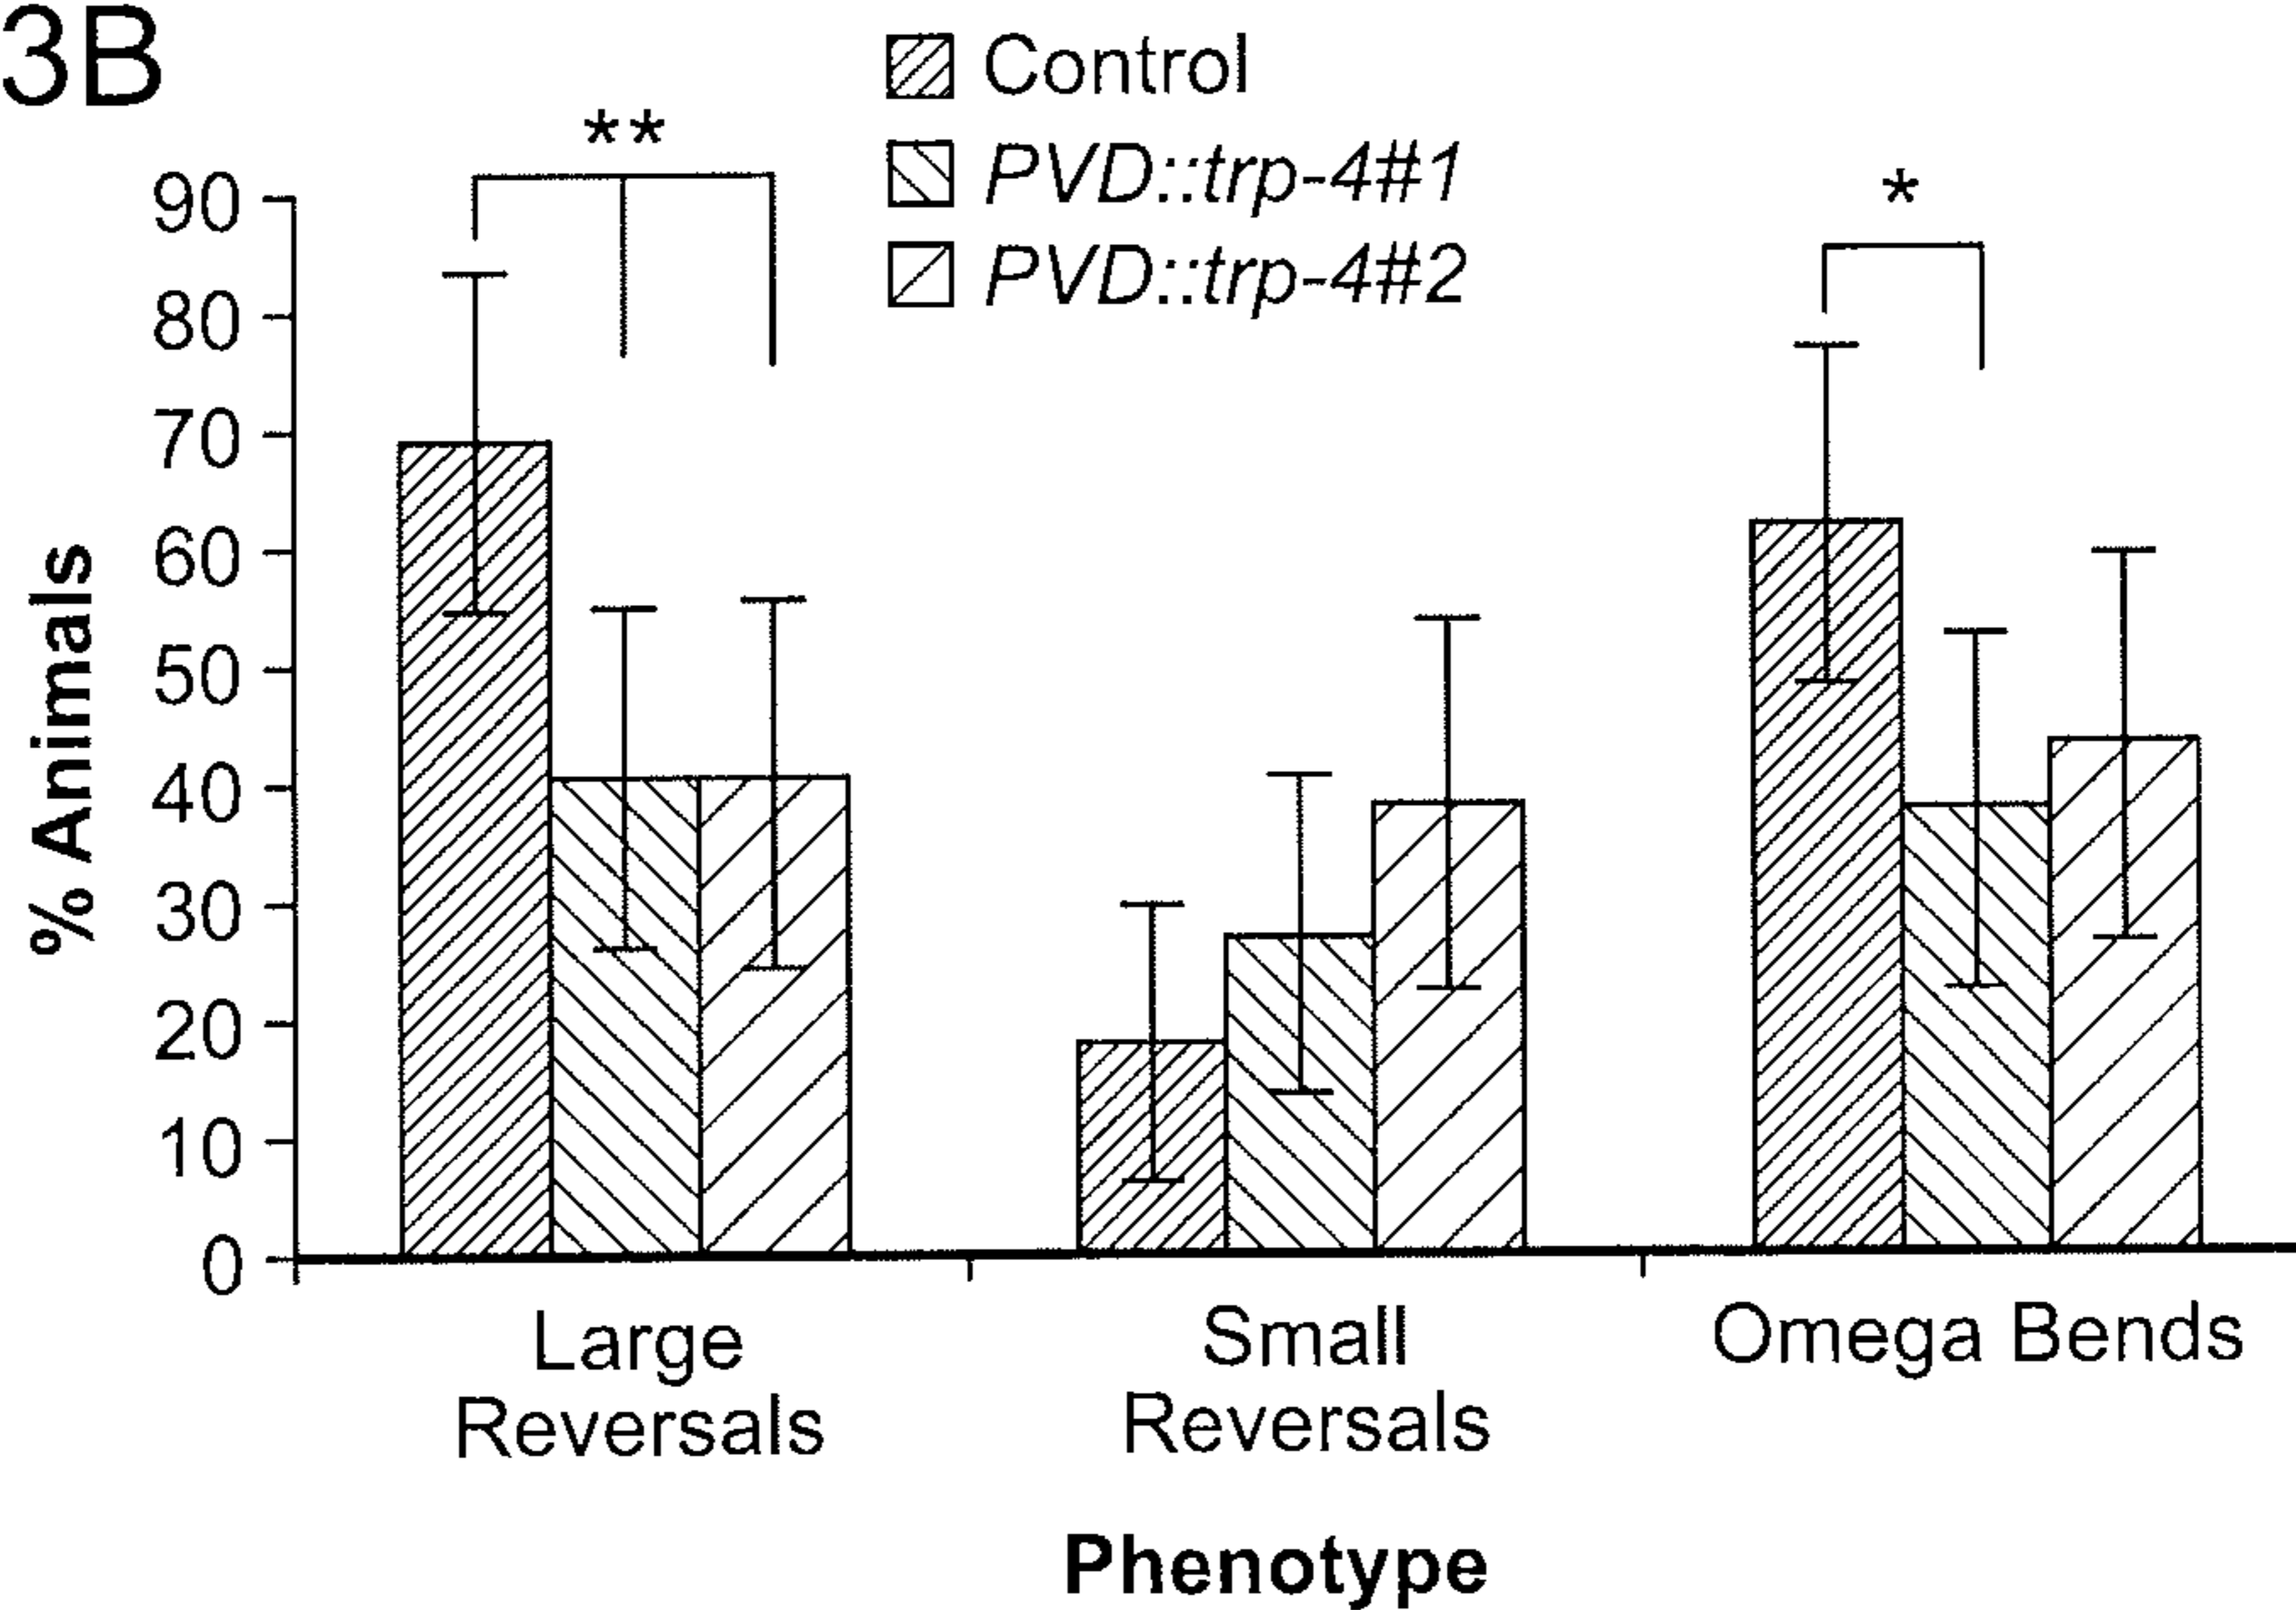 3B
Control
PVD::trp-4#1
PVD::trp-4#2
**
*
90
80
70
60
50
40
30
20
10
0
% Animals
Large
Reversals
Small
Reversals
Omega Bends
Phenotype